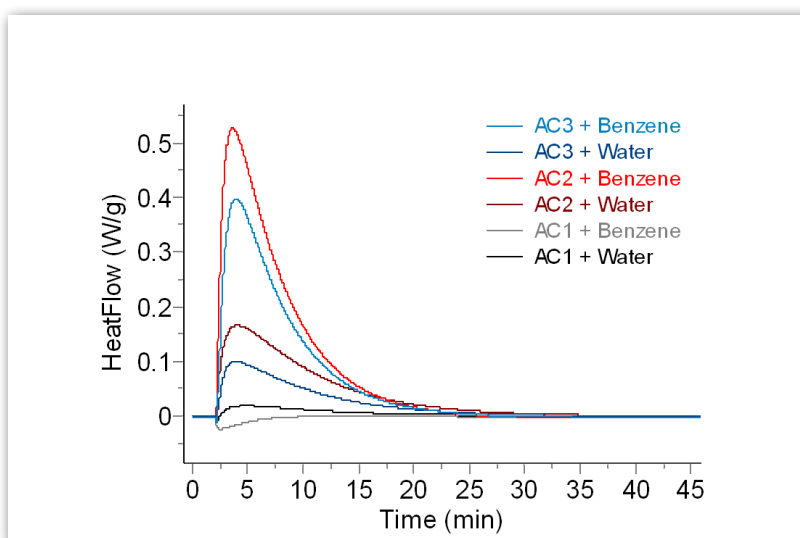 AC3 + Benzene
AC3 + Water
AC2 + Benzene
AC2 + Water
AC1 + Benzene
AC1 + Water
HeatFlow (W/g)
0.5
0.4
0.3
0.2
0.1
0
0 5 10 15 20 25 30 35 40 45
Time (min)